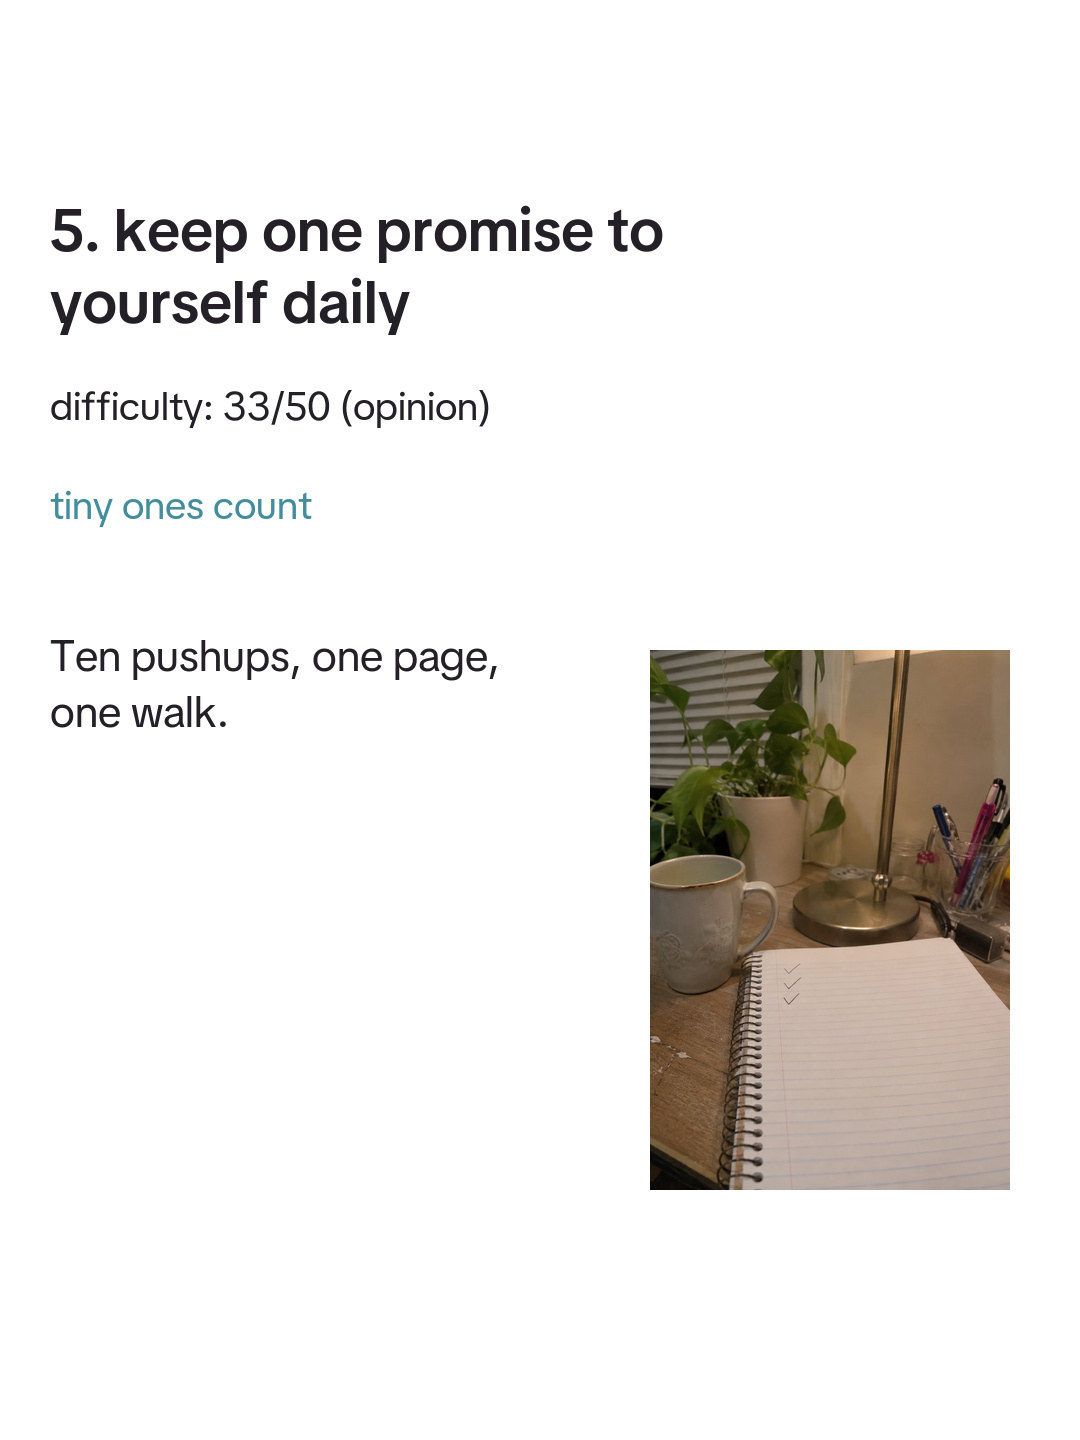 5. keep one promise to
yourself daily
difficulty: 33/50 (opinion)
tiny ones count
Ten pushups, one page,
one walk.